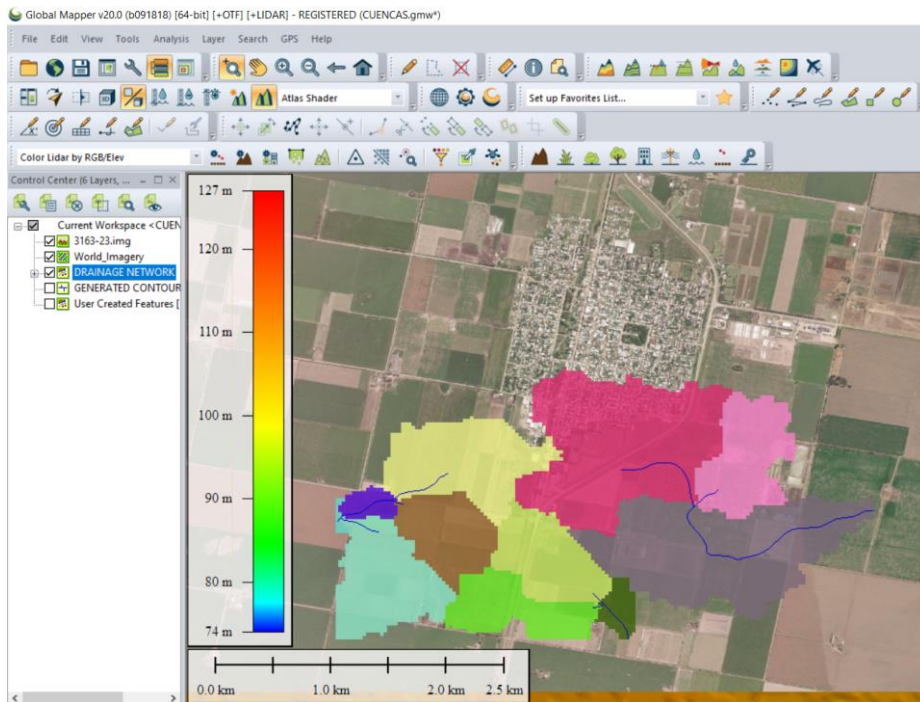 Global Mapper v20.0 (b091818) [64-bit] [+OTF] [+LIDAR] - REGISTERED (CUENCAS.gmw*)
File Edit View Tools Analysis Layer Search GPS Help
Atlas Shader
Set up Favorites List...
Color Lidar by RGB/Elev
Control Center (6 Layers, ...
Current Workspace <CUEN
3163-23.img
World_Imagery
DRAINAGE NETWORK
GENERATED CONTOUR
User Created Features [
127 m
120 m
110 m
100 m
90 m
80 m
74 m
0.0 km 1.0 km 2.0 km 2.5 km